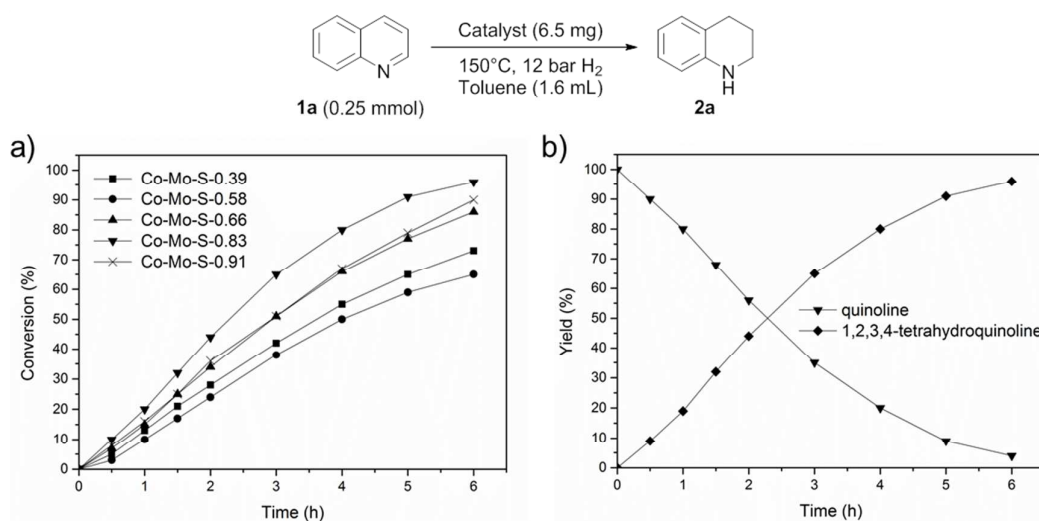 Catalyst (6.5 mg)
150°C, 12 bar H2
Toluene (1.6 mL)
N
N
H
1a (0.25 mmol)
2a
a)
Conversion (%)
100
90
80
70
60
50
40
30
20
10
0
Co-Mo-S-0.39
Co-Mo-S-0.58
Co-Mo-S-0.66
Co-Mo-S-0.83
Co-Mo-S-0.91
0 1 2 3 4 5 6
Time (h)
b)
Yield (%)
100
90
80
70
60
50
40
30
20
10
0
quinoline
1,2,3,4-tetrahydroquinoline
0 1 2 3 4 5 6
Time (h)